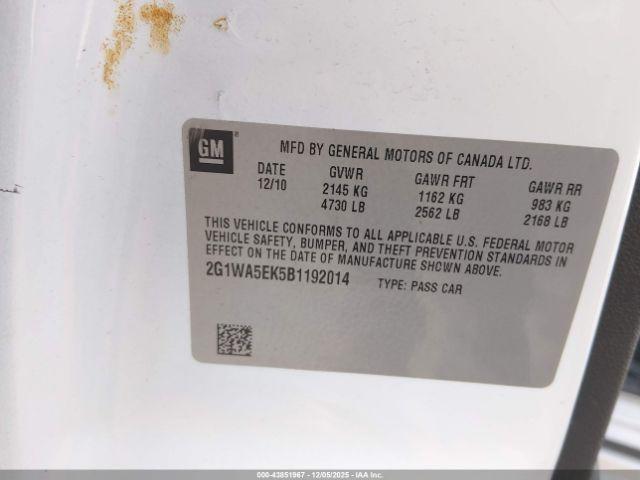 GM ®
MFD BY GENERAL MOTORS OF CANADA LTD.
DATE GVWR GAWR FRT GAWR RR
12/10 2145 KG 1162 KG 983 KG
4730 LB 2562 LB 2168 LB
THIS VEHICLE CONFORMS TO ALL APPLICABLE U.S. FEDERAL MOTOR
VEHICLE SAFETY, BUMPER, AND THEFT PREVENTION STANDARDS IN
EFFECT ON THE DATE OF MANUFACTURE SHOWN ABOVE.
2G1WA5EK5B1192014 TYPE: PASS CAR
000-43851967 - 12/05/2025 - IAA Inc.